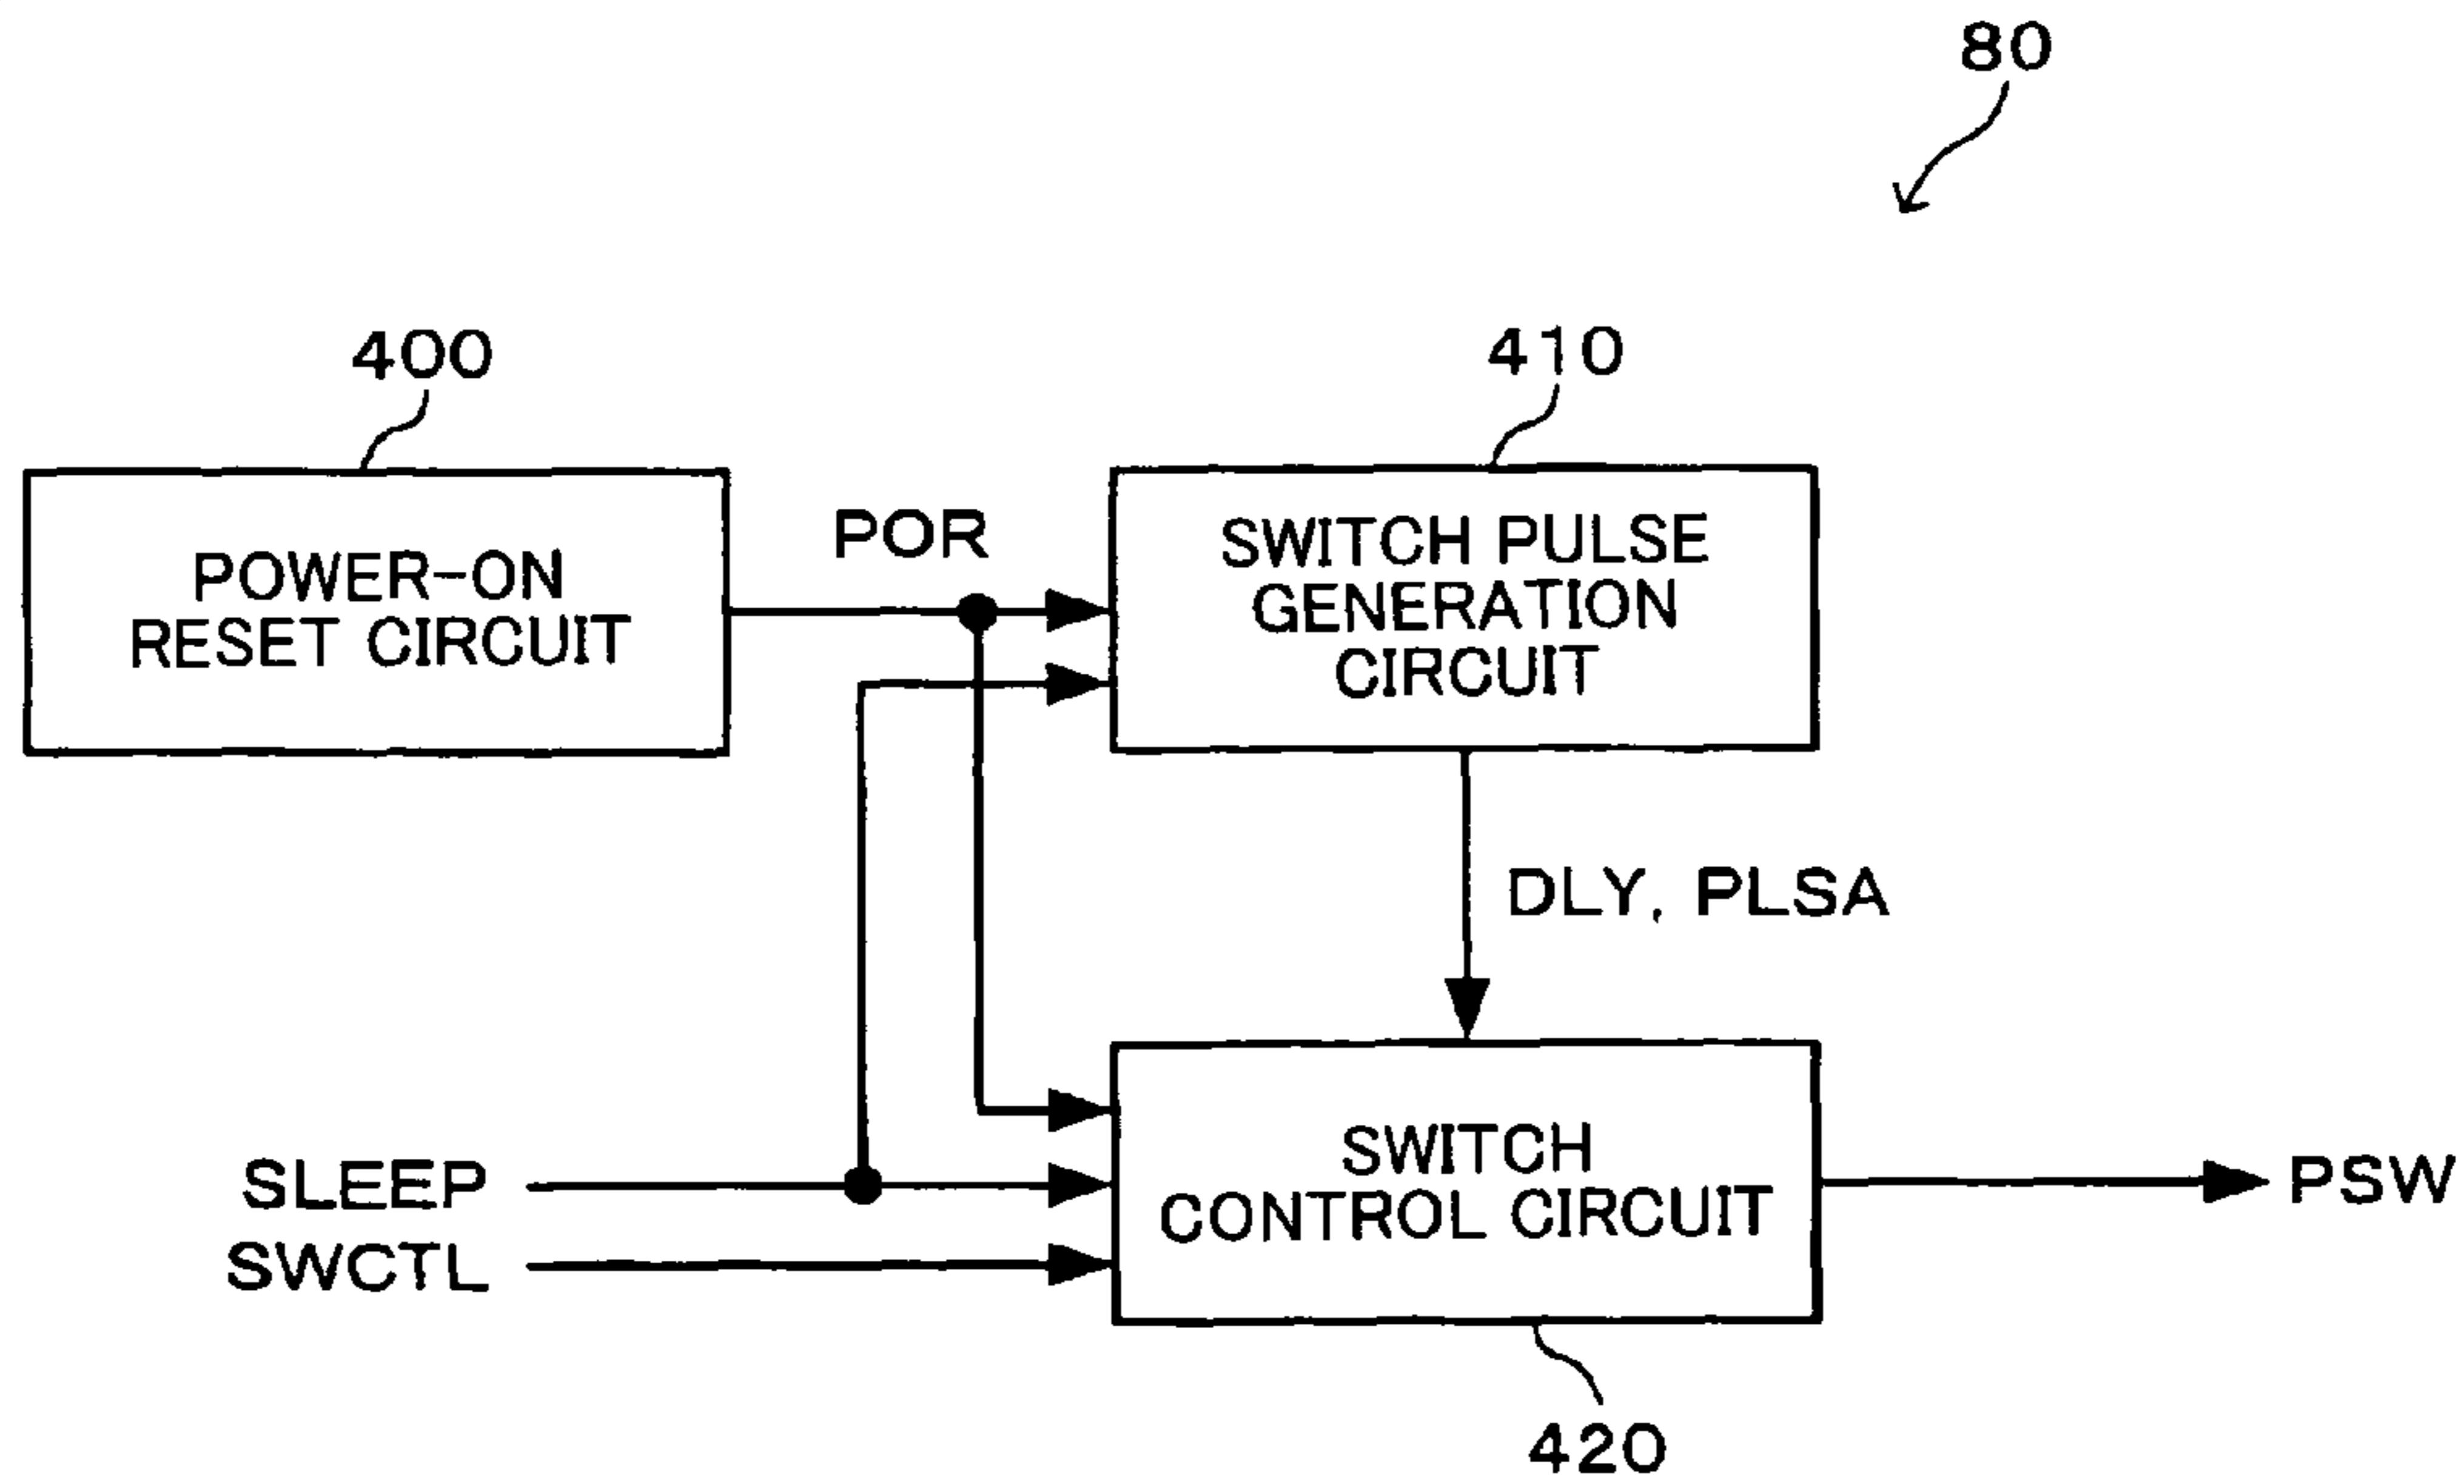 80
400
410
POWER-ON
RESET CIRCUIT
POR
SWITCH PULSE
GENERATION
CIRCUIT
DLY, PLSA
SLEEP
SWCTL
SWITCH
CONTROL CIRCUIT
PSW
420